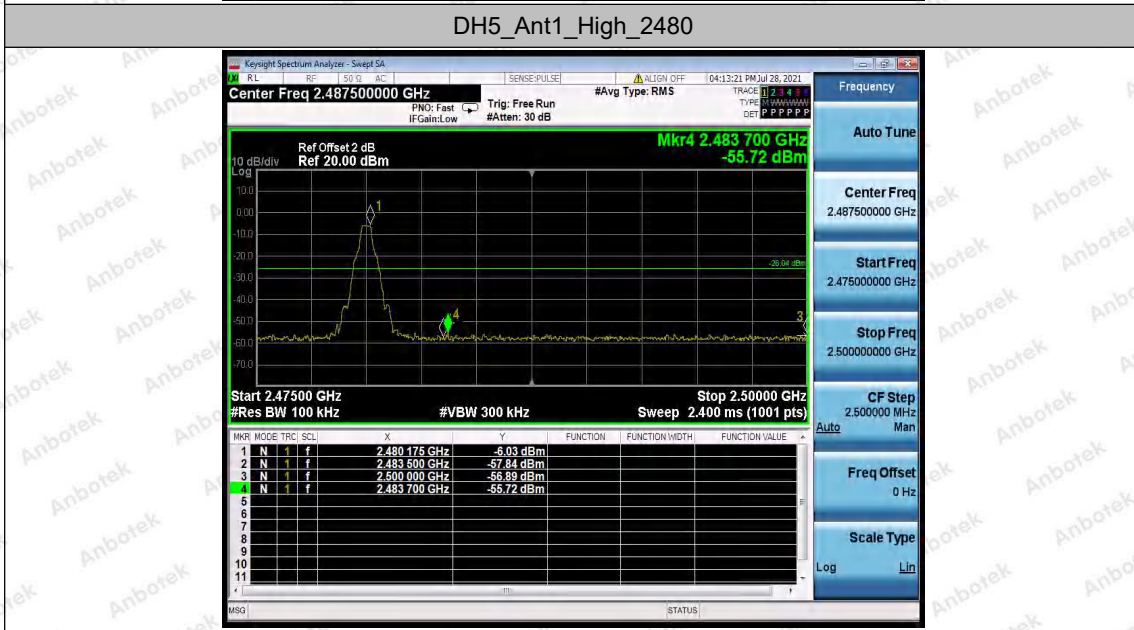 DH5_Ant1_High_2480
Keysight Spectrum Analyzer - Swept SA
RL RF 50 Ω AC SENSE:PULSE ALIGN OFF 04:13:21 PM Jul 28, 2021
Center Freq 2.487500000 GHz
PNO: Fast
IFGain:Low
Trig: Free Run
#Atten: 30 dB
#Avg Type: RMS
TRACE 1 2 3 4 5 6
TYPE M WWWWW
DET P P P P P P
Mkr4 2.483 700 GHz
-55.72 dBm
Ref Offset 2 dB
10 dB/div Ref 20.00 dBm
Log
10.0
0.00
-10.0
-20.0
-30.0
-40.0
-50.0
-60.0
-70.0
1
4
3
-26.04 dBm
Start 2.47500 GHz Stop 2.50000 GHz
#Res BW 100 kHz #VBW 300 kHz Sweep 2.400 ms (1001 pts)
MKR MODE TRC SCL X Y FUNCTION FUNCTION WIDTH FUNCTION VALUE
1 N 1 f 2.480 175 GHz -6.03 dBm
2 N 1 f 2.483 500 GHz -57.84 dBm
3 N 1 f 2.500 000 GHz -56.89 dBm
4 N 1 f 2.483 700 GHz -55.72 dBm
5
6
7
8
9
10
11
MSG STATUS
Frequency
Auto Tune
Center Freq
2.487500000 GHz
Start Freq
2.475000000 GHz
Stop Freq
2.500000000 GHz
CF Step
2.500000 MHz
Auto Man
Freq Offset
0 Hz
Scale Type
Log Lin
Anbotek